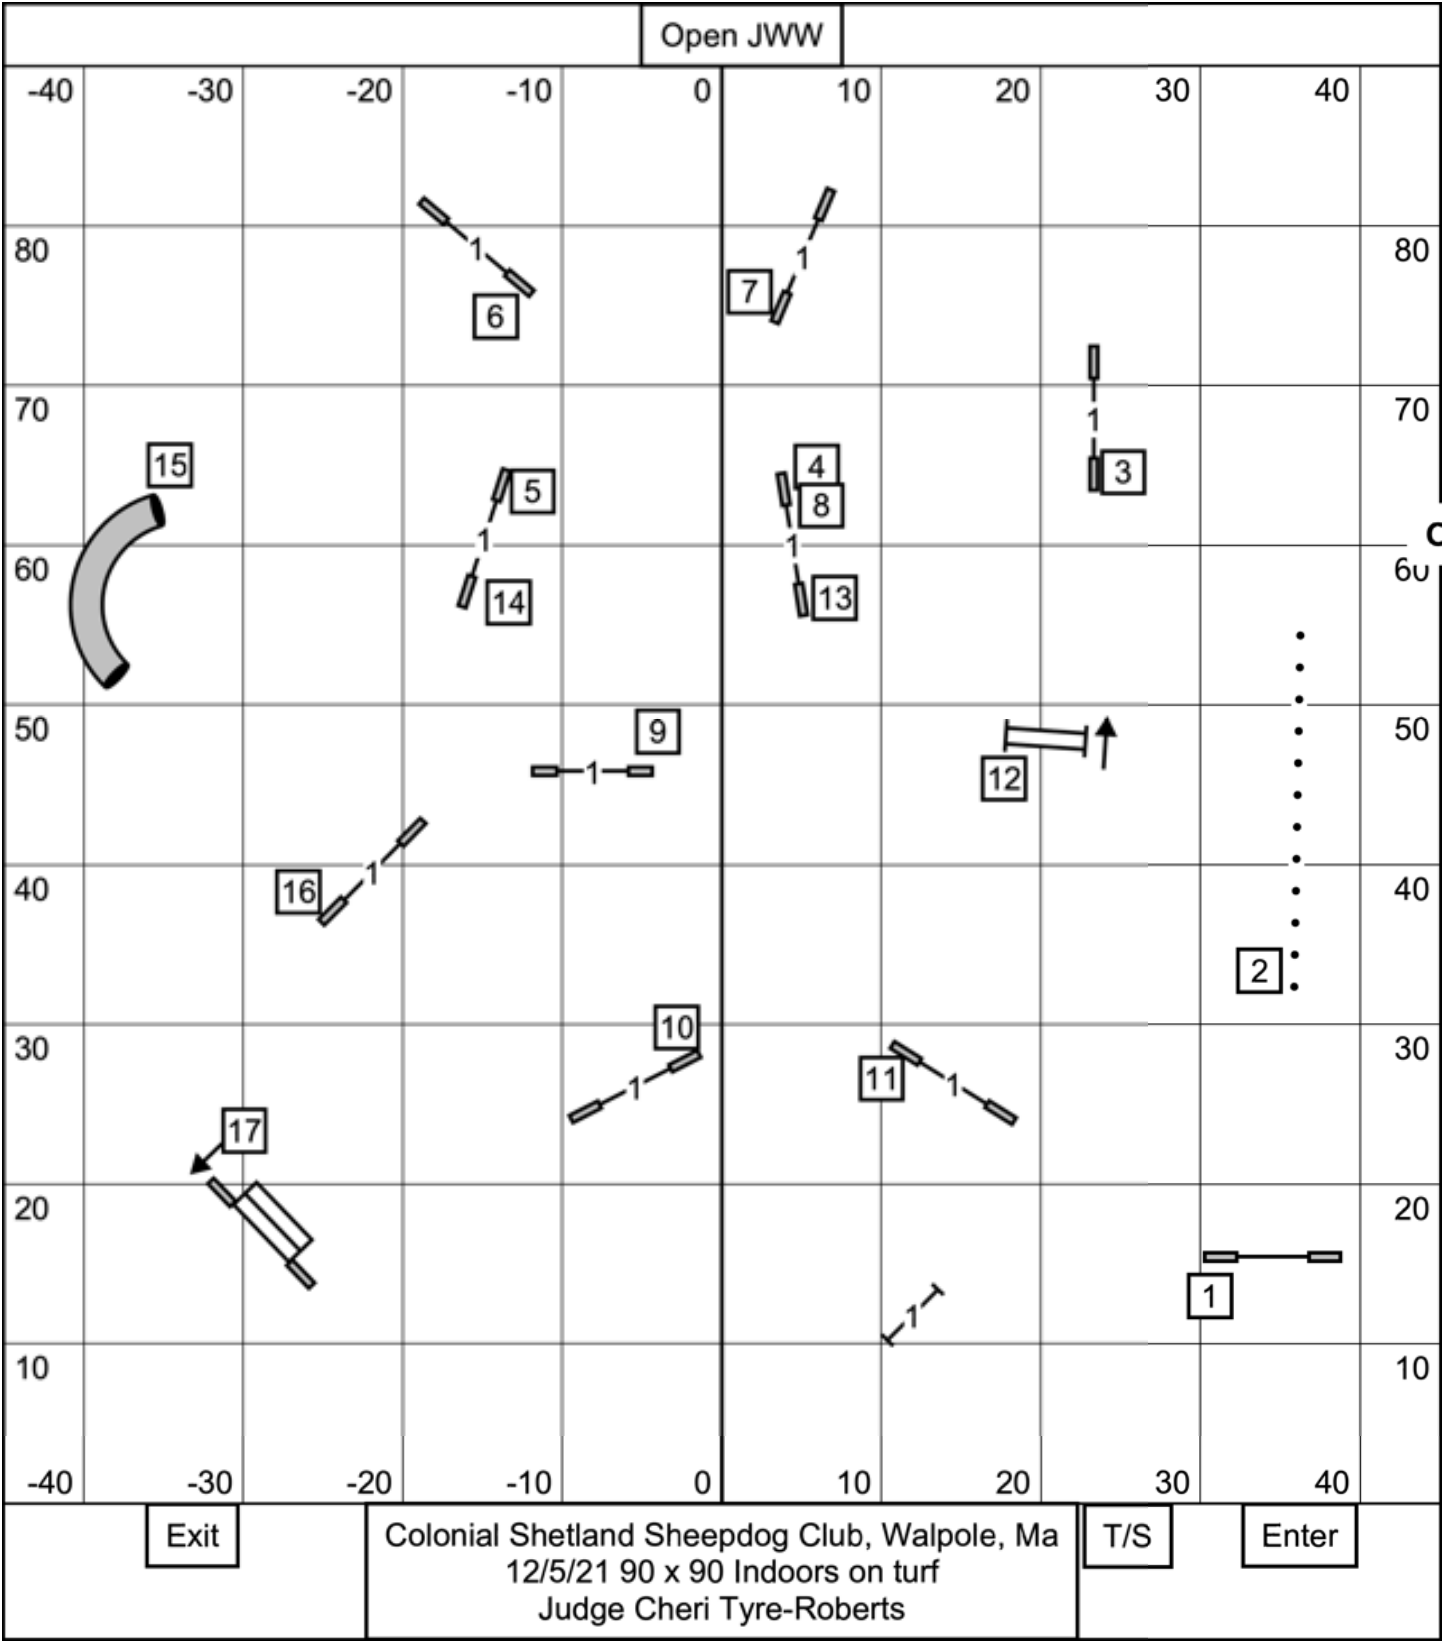 Open JWW
-40 -30 -20 -10 0 10 20 30 40
80 1 1 80
7
6
70 1 70
15 4 3
5 8
1 1 C
60 60
14 13
50 9 50
1 12
40 16 1 40
2
30 10 30
1 11 1
17
20 20
1 1
10 10
-40 -30 -20 -10 0 10 20 30 40
Exit
Colonial Shetland Sheepdog Club, Walpole, Ma
12/5/21 90 x 90 Indoors on turf
Judge Cheri Tyre-Roberts
T/S
Enter